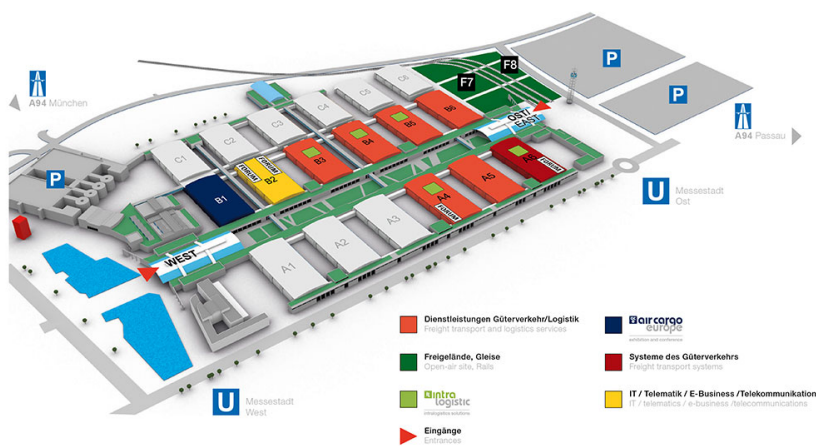 A94 München
P
C1
C2
C3
C4
C5
C6
F7
F8
P
P
A94 Passau
OST/
EAST
B1
FORUM
B2
FORUM
B3
B4
B5
B6
U
Messestadt
Ost
WEST
A1
A2
A3
A4
FORUM
A5
A6
FORUM
Dienstleistungen Güterverkehr/Logistik
Freight transport and logistics services
Freigelände, Gleise
Open-air site, Rails
intra
logistic
intralogistics solutions
Eingänge
Entrances
air cargo
europe
exhibition and conference
Systeme des Güterverkehrs
Freight transport systems
IT / Telematik / E-Business /Telekommunikation
IT / telematics / e-business /telecommunications
U
Messestadt
West